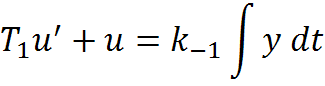 T₁u′ + u = k₋₁ ∫ y dt